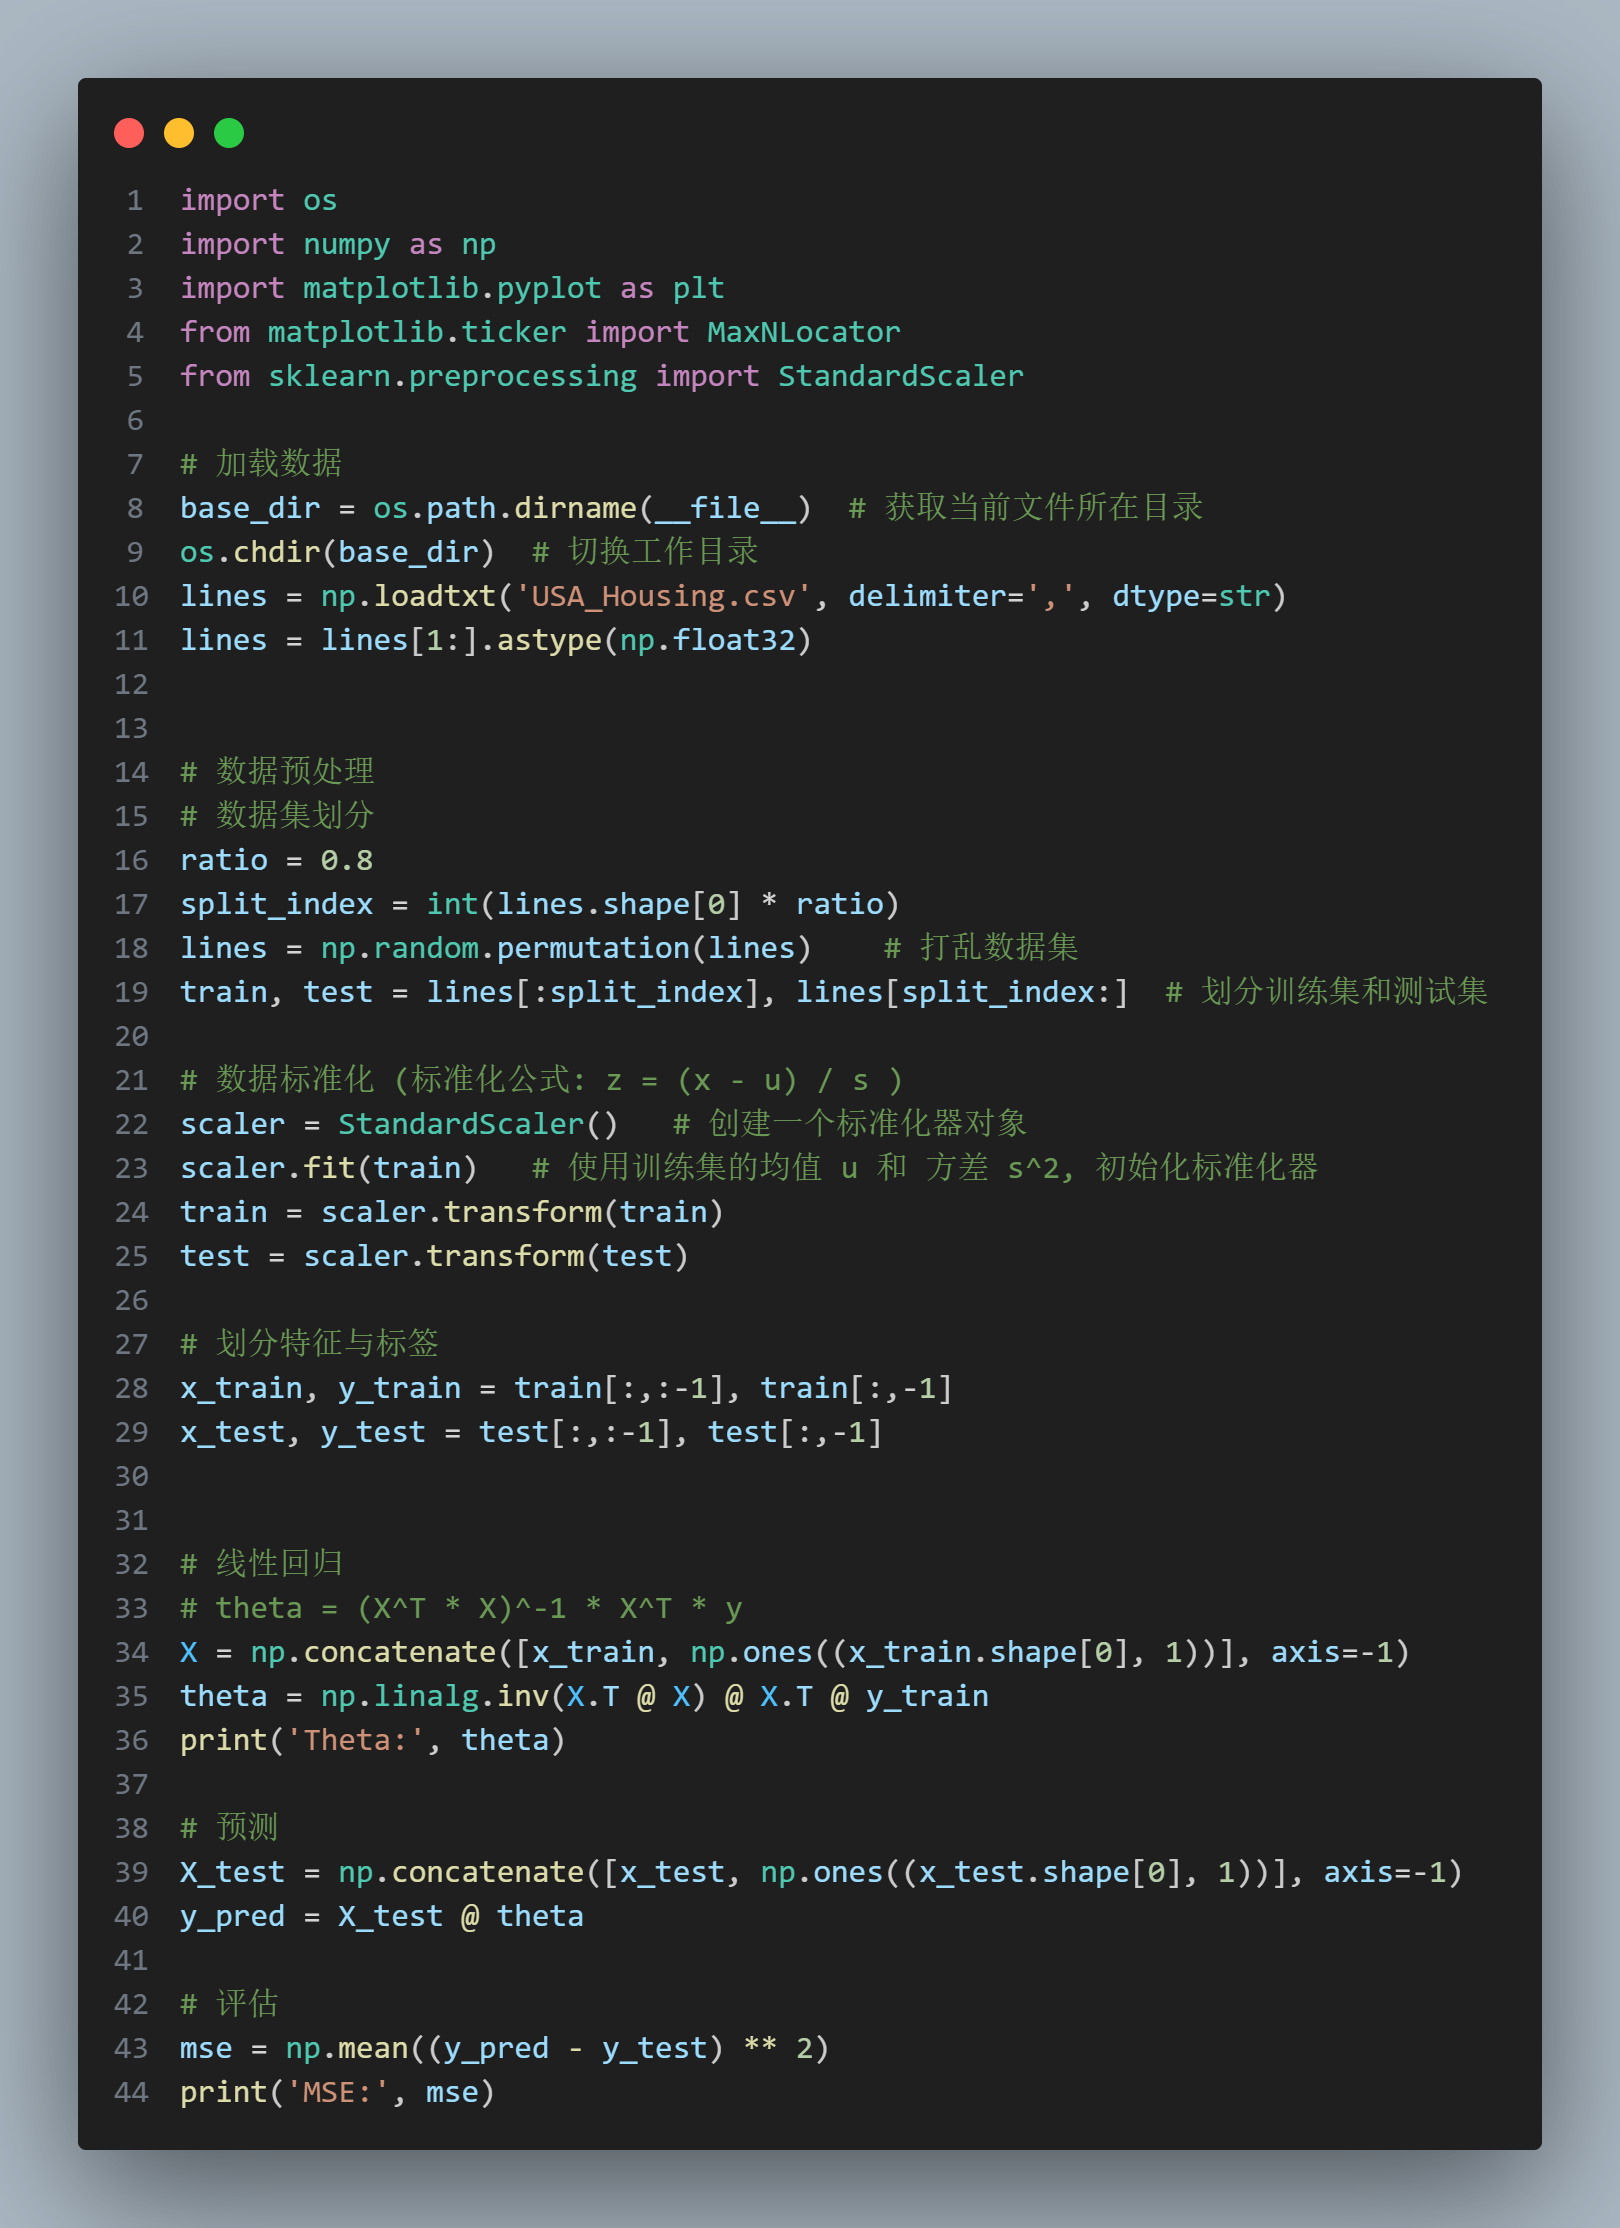 1 import os
2 import numpy as np
3 import matplotlib.pyplot as plt
4 from matplotlib.ticker import MaxNLocator
5 from sklearn.preprocessing import StandardScaler
6
7 # 加载数据
8 base_dir = os.path.dirname(__file__)  # 获取当前文件所在目录
9 os.chdir(base_dir)  # 切换工作目录
10 lines = np.loadtxt('USA_Housing.csv', delimiter=',', dtype=str)
11 lines = lines[1:].astype(np.float32)
12
13
14 # 数据预处理
15 # 数据集划分
16 ratio = 0.8
17 split_index = int(lines.shape[0] * ratio)
18 lines = np.random.permutation(lines)    # 打乱数据集
19 train, test = lines[:split_index], lines[split_index:]  # 划分训练集和测试集
20
21 # 数据标准化 (标准化公式: z = (x - u) / s )
22 scaler = StandardScaler()   # 创建一个标准化器对象
23 scaler.fit(train)   # 使用训练集的均值 u 和 方差 s^2, 初始化标准化器
24 train = scaler.transform(train)
25 test = scaler.transform(test)
26
27 # 划分特征与标签
28 x_train, y_train = train[:,:-1], train[:,-1]
29 x_test, y_test = test[:,:-1], test[:,-1]
30
31
32 # 线性回归
33 # theta = (X^T * X)^-1 * X^T * y
34 X = np.concatenate([x_train, np.ones((x_train.shape[0], 1))], axis=-1)
35 theta = np.linalg.inv(X.T @ X) @ X.T @ y_train
36 print('Theta:', theta)
37
38 # 预测
39 X_test = np.concatenate([x_test, np.ones((x_test.shape[0], 1))], axis=-1)
40 y_pred = X_test @ theta
41
42 # 评估
43 mse = np.mean((y_pred - y_test) ** 2)
44 print('MSE:', mse)